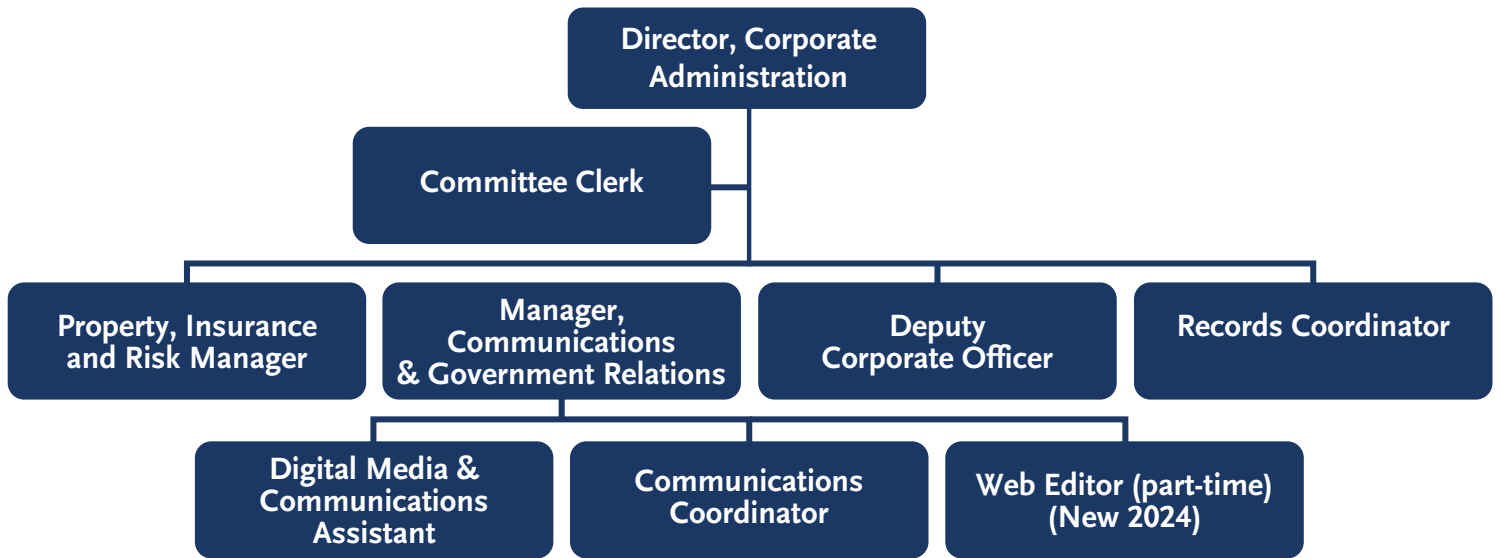 Director, Corporate
Administration
Committee Clerk
Property, Insurance
and Risk Manager
Manager,
Communications
& Government Relations
Deputy
Corporate Officer
Records Coordinator
Digital Media &
Communications
Assistant
Communications
Coordinator
Web Editor (part-time)
(New 2024)